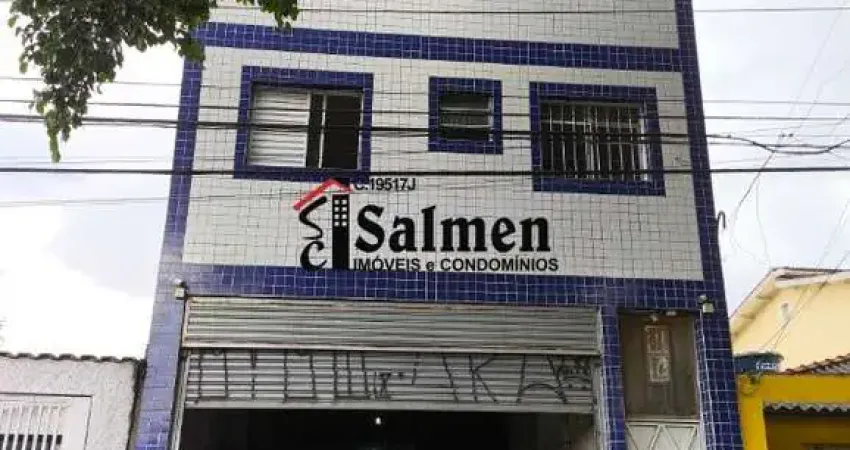 C.19517J
Salmen
IMÓVEIS e CONDOMÍNIOS